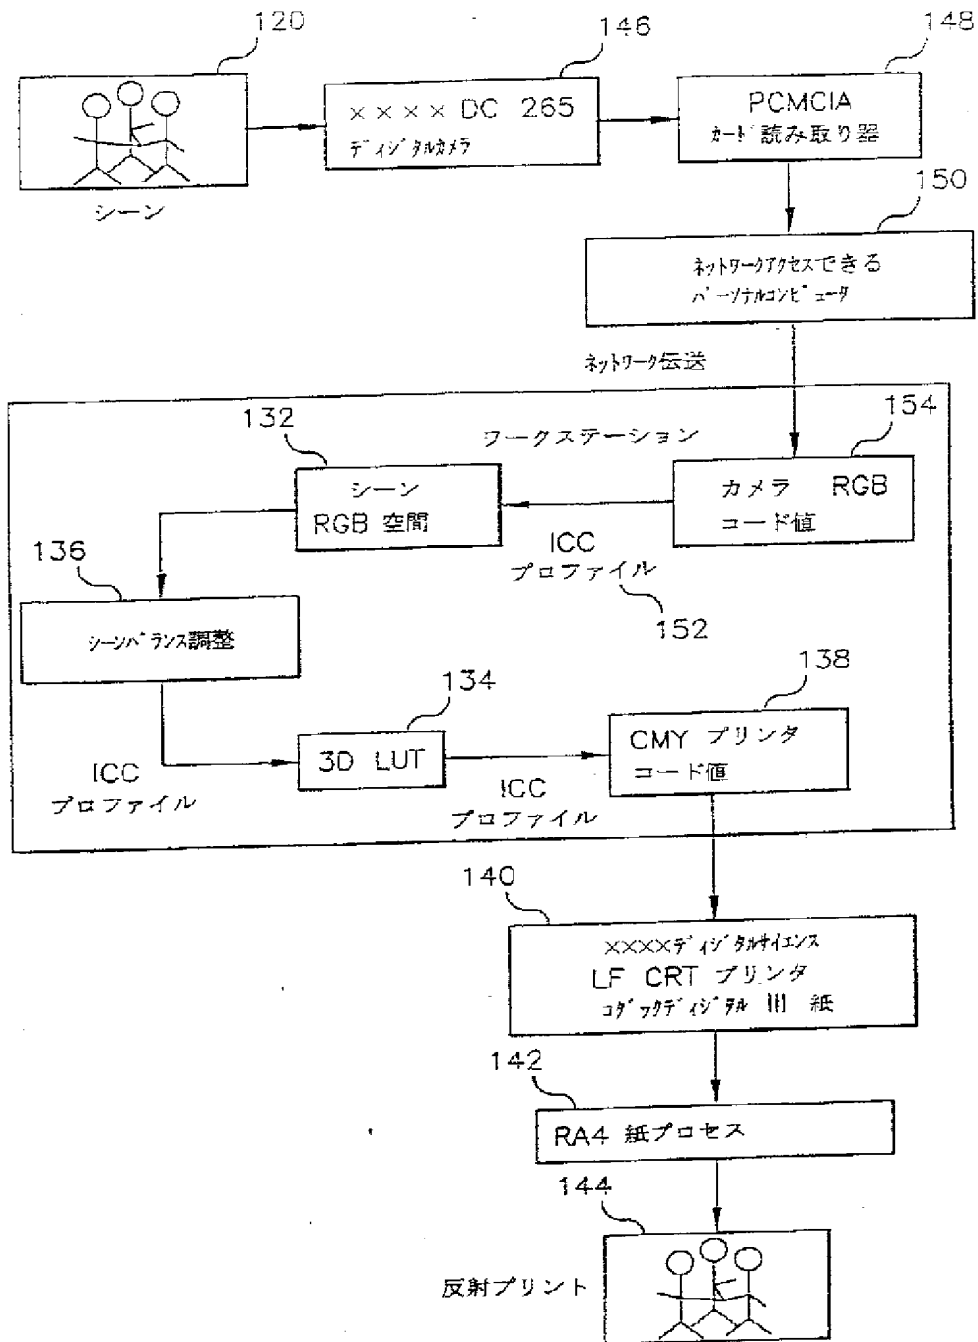 120
シーン
146
×××× DC 265
ディジタルカメラ
148
PCMCIA
カード読み取り器
150
ネットワークアクセスできる
パーソナルコンピュータ
ネットワーク伝送
ワークステーション
154
カメラ RGB
コード値
132
シーン
RGB 空間
ICC
プロファイル
152
136
シーンバランス調整
ICC
プロファイル
134
3D LUT
ICC
プロファイル
138
CMY プリンタ
コード値
140
××××ディジタルサイエンス
LF CRT プリンタ
コダックディジタル III 紙
142
RA4 紙プロセス
144
反射プリント